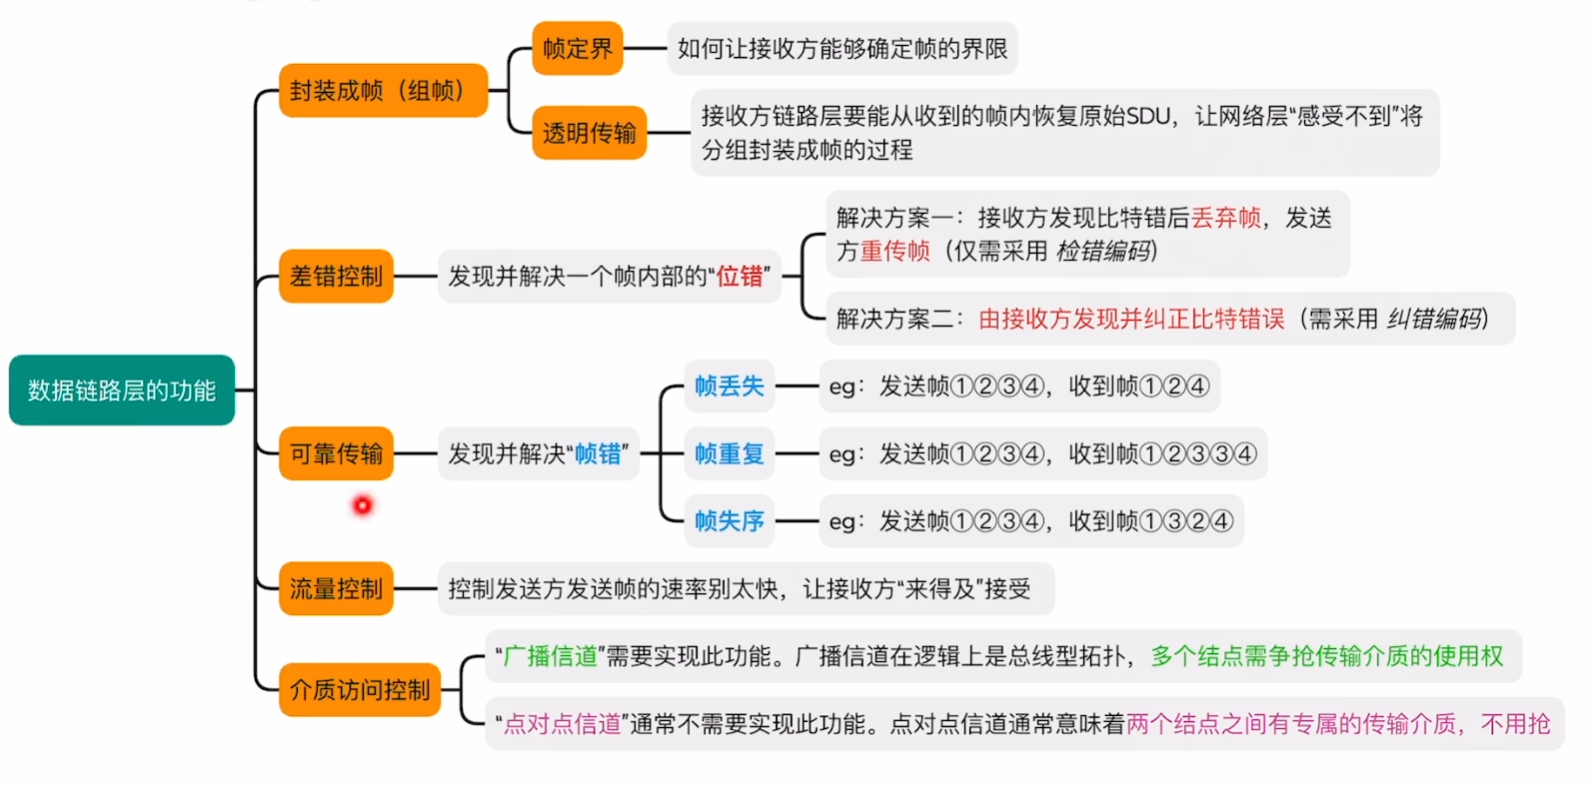 帧定界
如何让接收方能够确定帧的界限
封装成帧（组帧）
透明传输
接收方链路层要能从收到的帧内恢复原始SDU，让网络层“感受不到”将
分组封装成帧的过程
差错控制
发现并解决一个帧内部的“位错”
解决方案一：接收方发现比特错后丢弃帧，发送
方重传帧（仅需采用 检错编码）
解决方案二：由接收方发现并纠正比特错误（需采用 纠错编码）
数据链路层的功能
可靠传输
发现并解决“帧错”
帧丢失
eg：发送帧①②③④，收到帧①②④
帧重复
eg：发送帧①②③④，收到帧①②③③④
帧失序
eg：发送帧①②③④，收到帧①③②④
流量控制
控制发送方发送帧的速率别太快，让接收方“来得及”接受
介质访问控制
“广播信道”需要实现此功能。广播信道在逻辑上是总线型拓扑，多个结点需争抢传输介质的使用权
“点对点信道”通常不需要实现此功能。点对点信道通常意味着两个结点之间有专属的传输介质，不用抢